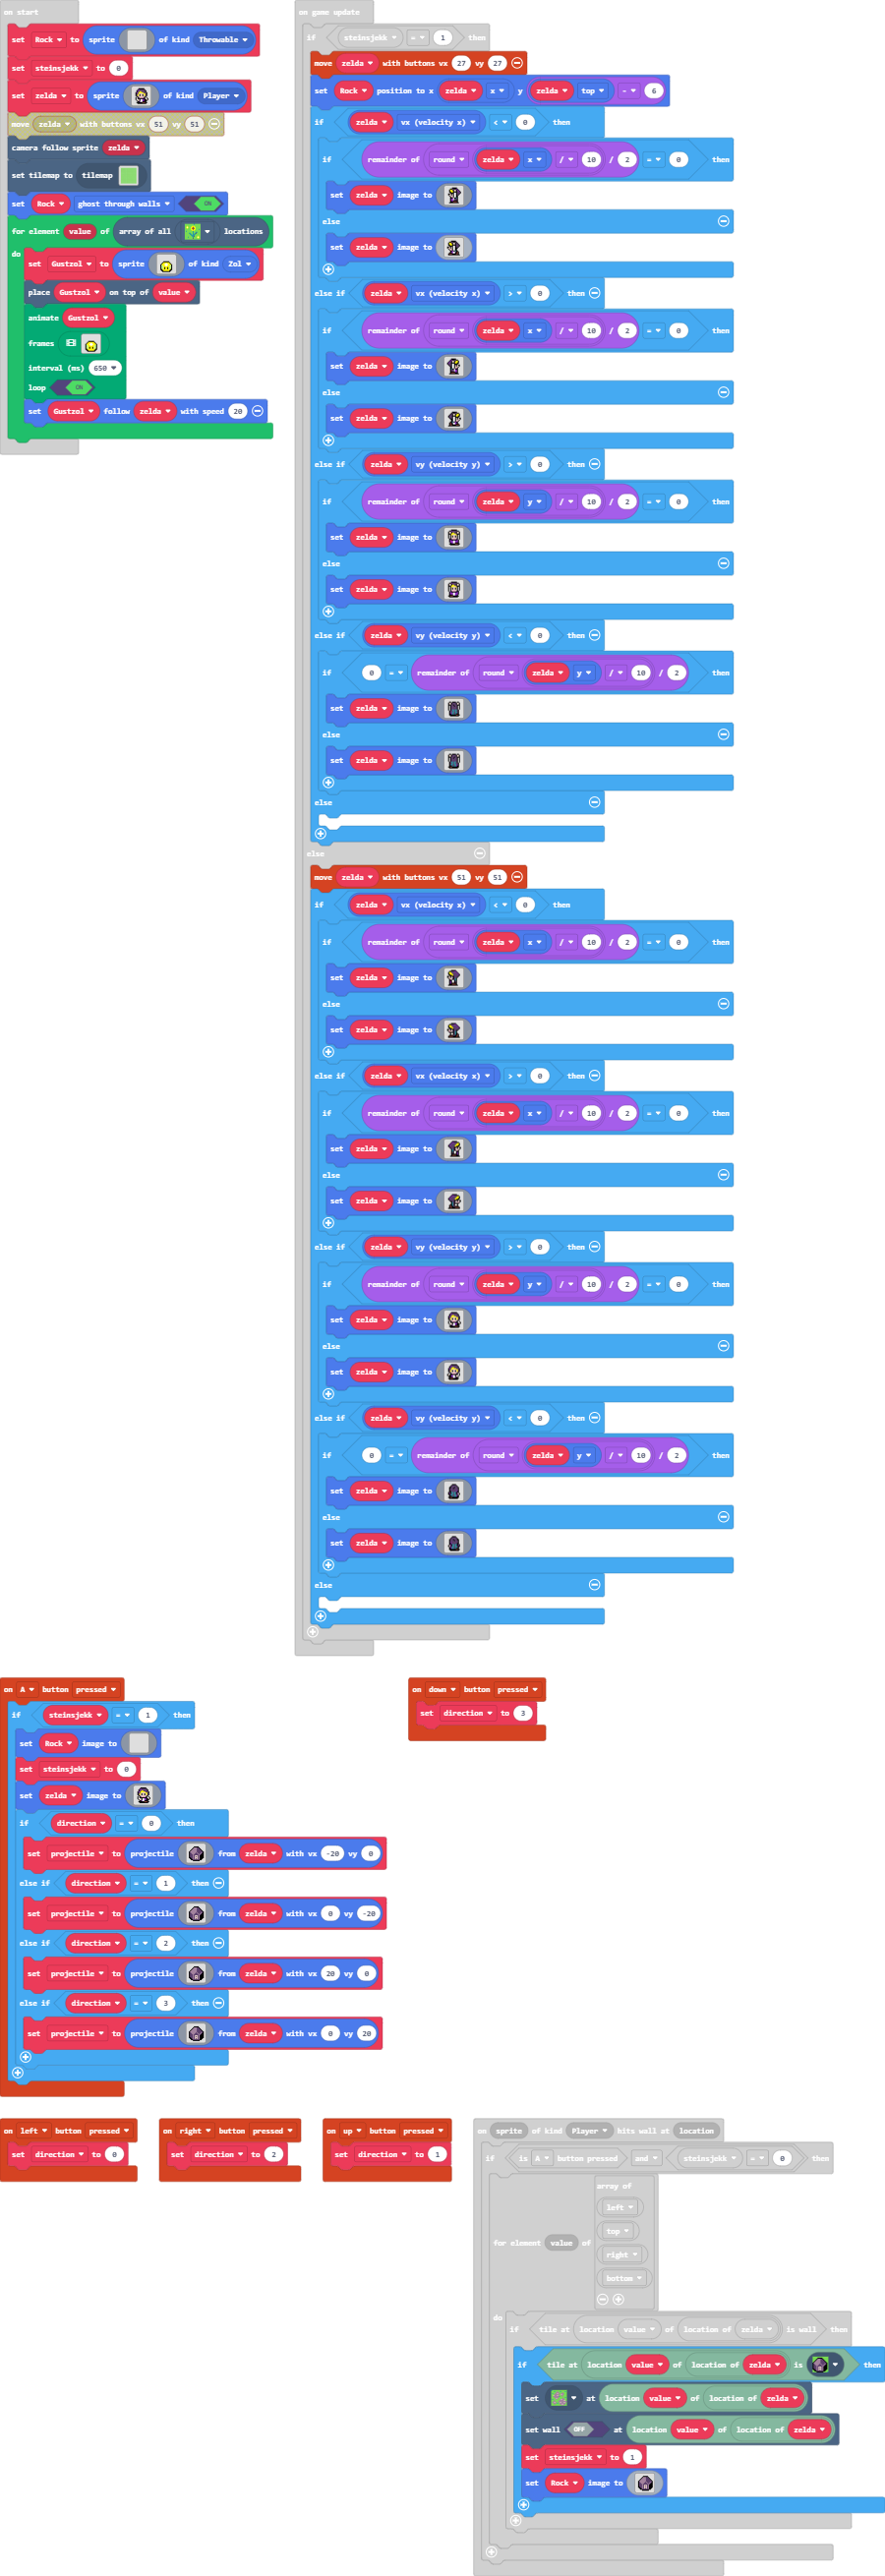 on start
set Rock to sprite of kind Throwable
set steinsjekk to 0
set zelda to sprite of kind Player
move zelda with buttons vx 51 vy 51
camera follow sprite zelda
set tilemap to tilemap
set Rock ghost through walls ON
for element value of array of all locations
do
set Gustzol to sprite of kind Zol
place Gustzol on top of value
animate Gustzol
frames
interval (ms) 650
loop ON
set Gustzol follow zelda with speed 20
on game update
if steinsjekk = 1 then
move zelda with buttons vx 27 vy 27
set Rock position to x zelda x y zelda top - 6
if zelda vx (velocity x) < 0 then
if remainder of round zelda x / 10 / 2 = 0 then
set zelda image to
else
set zelda image to
else if zelda vx (velocity x) > 0 then
if remainder of round zelda x / 10 / 2 = 0 then
set zelda image to
else
set zelda image to
else if zelda vy (velocity y) > 0 then
if remainder of round zelda y / 10 / 2 = 0 then
set zelda image to
else
set zelda image to
else if zelda vy (velocity y) < 0 then
if 0 = remainder of round zelda y / 10 / 2 then
set zelda image to
else
set zelda image to
else
else
move zelda with buttons vx 51 vy 51
if zelda vx (velocity x) < 0 then
if remainder of round zelda x / 10 / 2 = 0 then
set zelda image to
else
set zelda image to
else if zelda vx (velocity x) > 0 then
if remainder of round zelda x / 10 / 2 = 0 then
set zelda image to
else
set zelda image to
else if zelda vy (velocity y) > 0 then
if remainder of round zelda y / 10 / 2 = 0 then
set zelda image to
else
set zelda image to
else if zelda vy (velocity y) < 0 then
if 0 = remainder of round zelda y / 10 / 2 then
set zelda image to
else
set zelda image to
else
on A button pressed
if steinsjekk = 1 then
set Rock image to
set steinsjekk to 0
set zelda image to
if direction = 0 then
set projectile to projectile from zelda with vx -20 vy 0
else if direction = 1 then
set projectile to projectile from zelda with vx 0 vy -20
else if direction = 2 then
set projectile to projectile from zelda with vx 20 vy 0
else if direction = 3 then
set projectile to projectile from zelda with vx 0 vy 20
on down button pressed
set direction to 3
on left button pressed
set direction to 0
on right button pressed
set direction to 2
on up button pressed
set direction to 1
on sprite of kind Player hits wall at location
if is A button pressed and steinsjekk = 0 then
array of
left
top
for element value of
right
bottom
do
if tile at location value of location of zelda is wall then
if tile at location value of location of zelda is then
set at location value of location of zelda
set wall OFF at location value of location of zelda
set steinsjekk to 1
set Rock image to